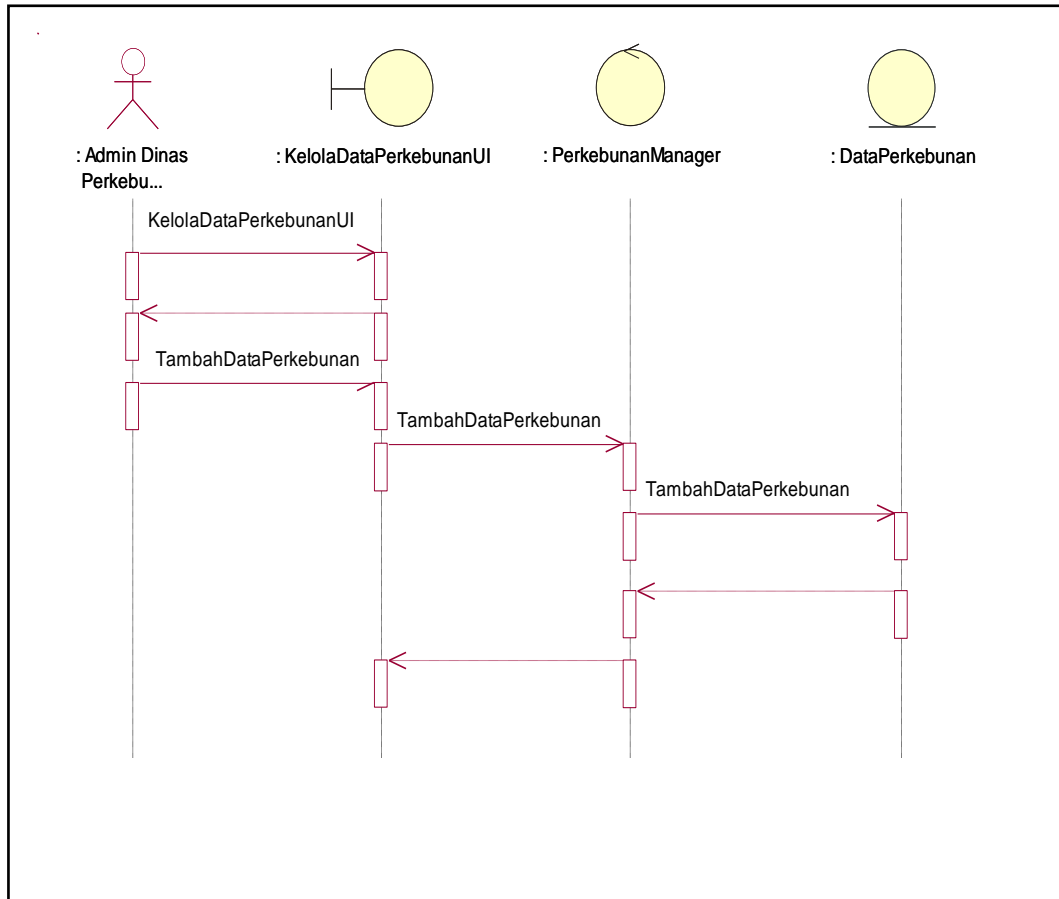 : Admin Dinas
Perkebu...
: KelolaDataPerkebunanUI
: PerkebunanManager
: DataPerkebunan
KelolaDataPerkebunanUI
TambahDataPerkebunan
TambahDataPerkebunan
TambahDataPerkebunan